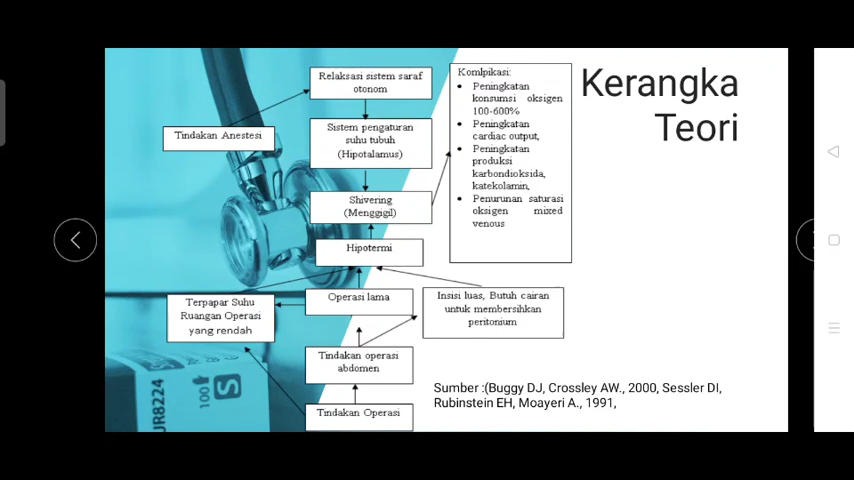 Kerangka
Teori
Relaksasi sistem saraf
otonom
Tindakan Anestesi
Sistem pengaturan
suhu tubuh
(Hipotalamus)
Shivering
(Menggigil)
Hipotermi
Komlpikasi:
• Peningkatan
konsumsi oksigen
100-600%
• Peningkatan
cardiac output,
• Peningkatan
produksi
karbondioksida,
katekolamin,
• Penurunan saturasi
oksigen mixed
venous
Terpapar Suhu
Ruangan Operasi
yang rendah
Operasi lama
Insisi luas, Butuh cairan
untuk membersihkan
peritonium
Tindakan operasi
abdomen
Tindakan Operasi
Sumber :(Buggy DJ, Crossley AW., 2000, Sessler DI,
Rubinstein EH, Moayeri A., 1991,
JR8224
100
S